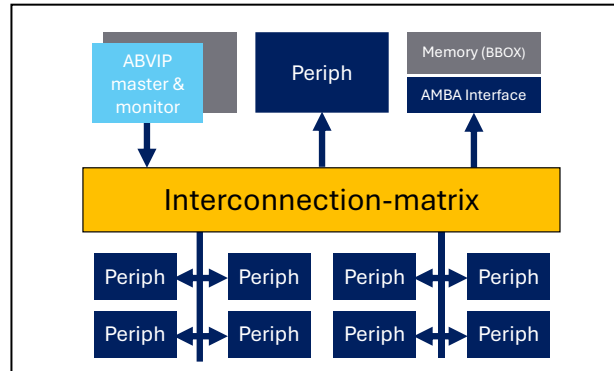 ABVIP
master &
monitor
Periph
Memory (BBOX)
AMBA Interface
Interconnection-matrix
Periph
Periph
Periph
Periph
Periph
Periph
Periph
Periph